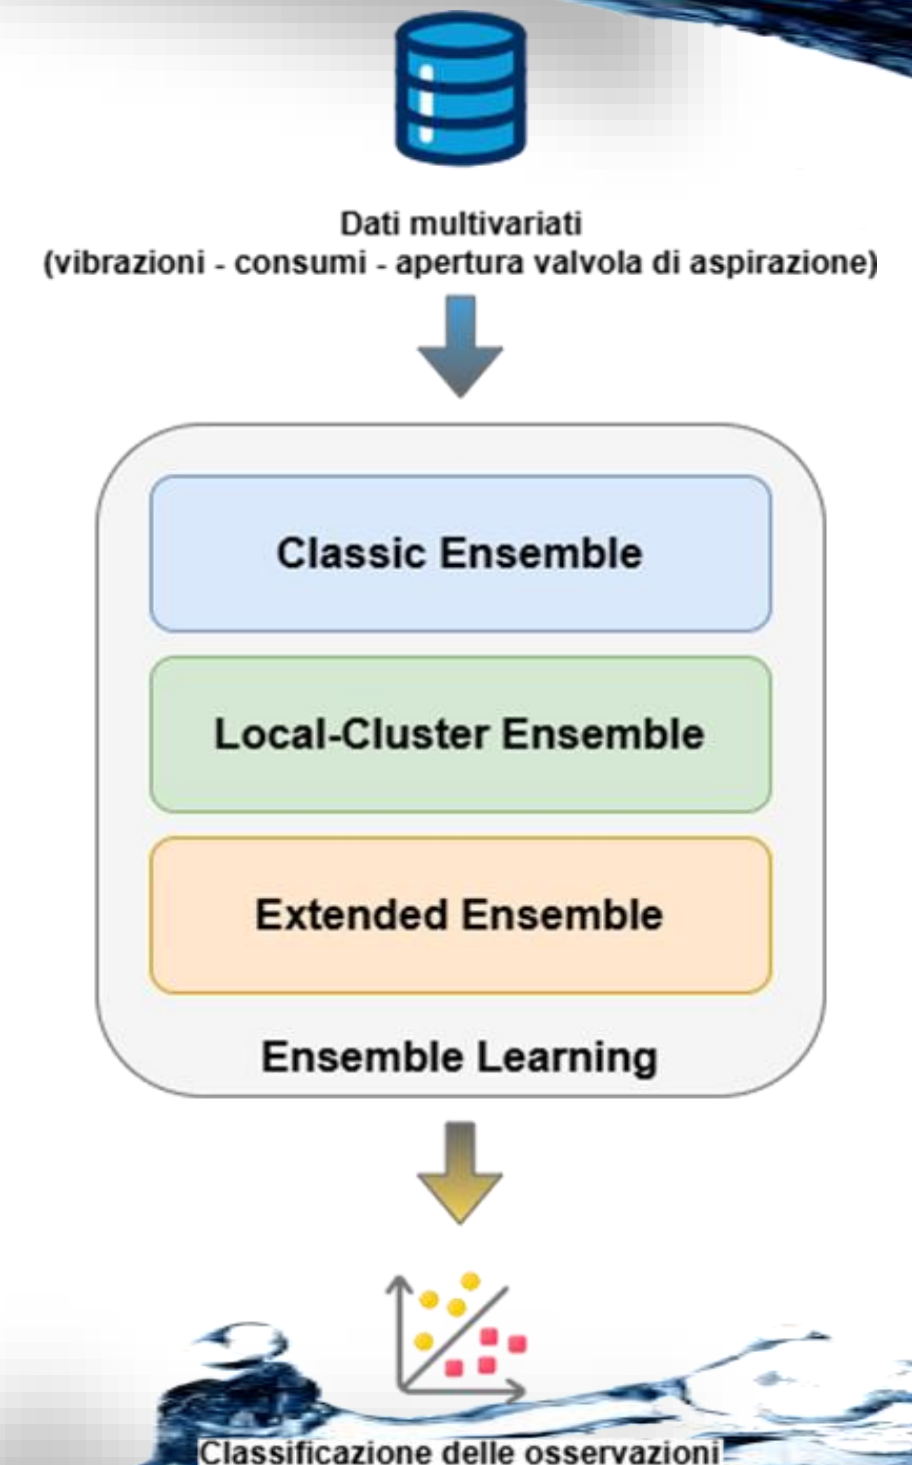 Dati multivariati
(vibrazioni - consumi - apertura valvola di aspirazione)
Classic Ensemble
Local-Cluster Ensemble
Extended Ensemble
Ensemble Learning
Classificazione delle osservazioni